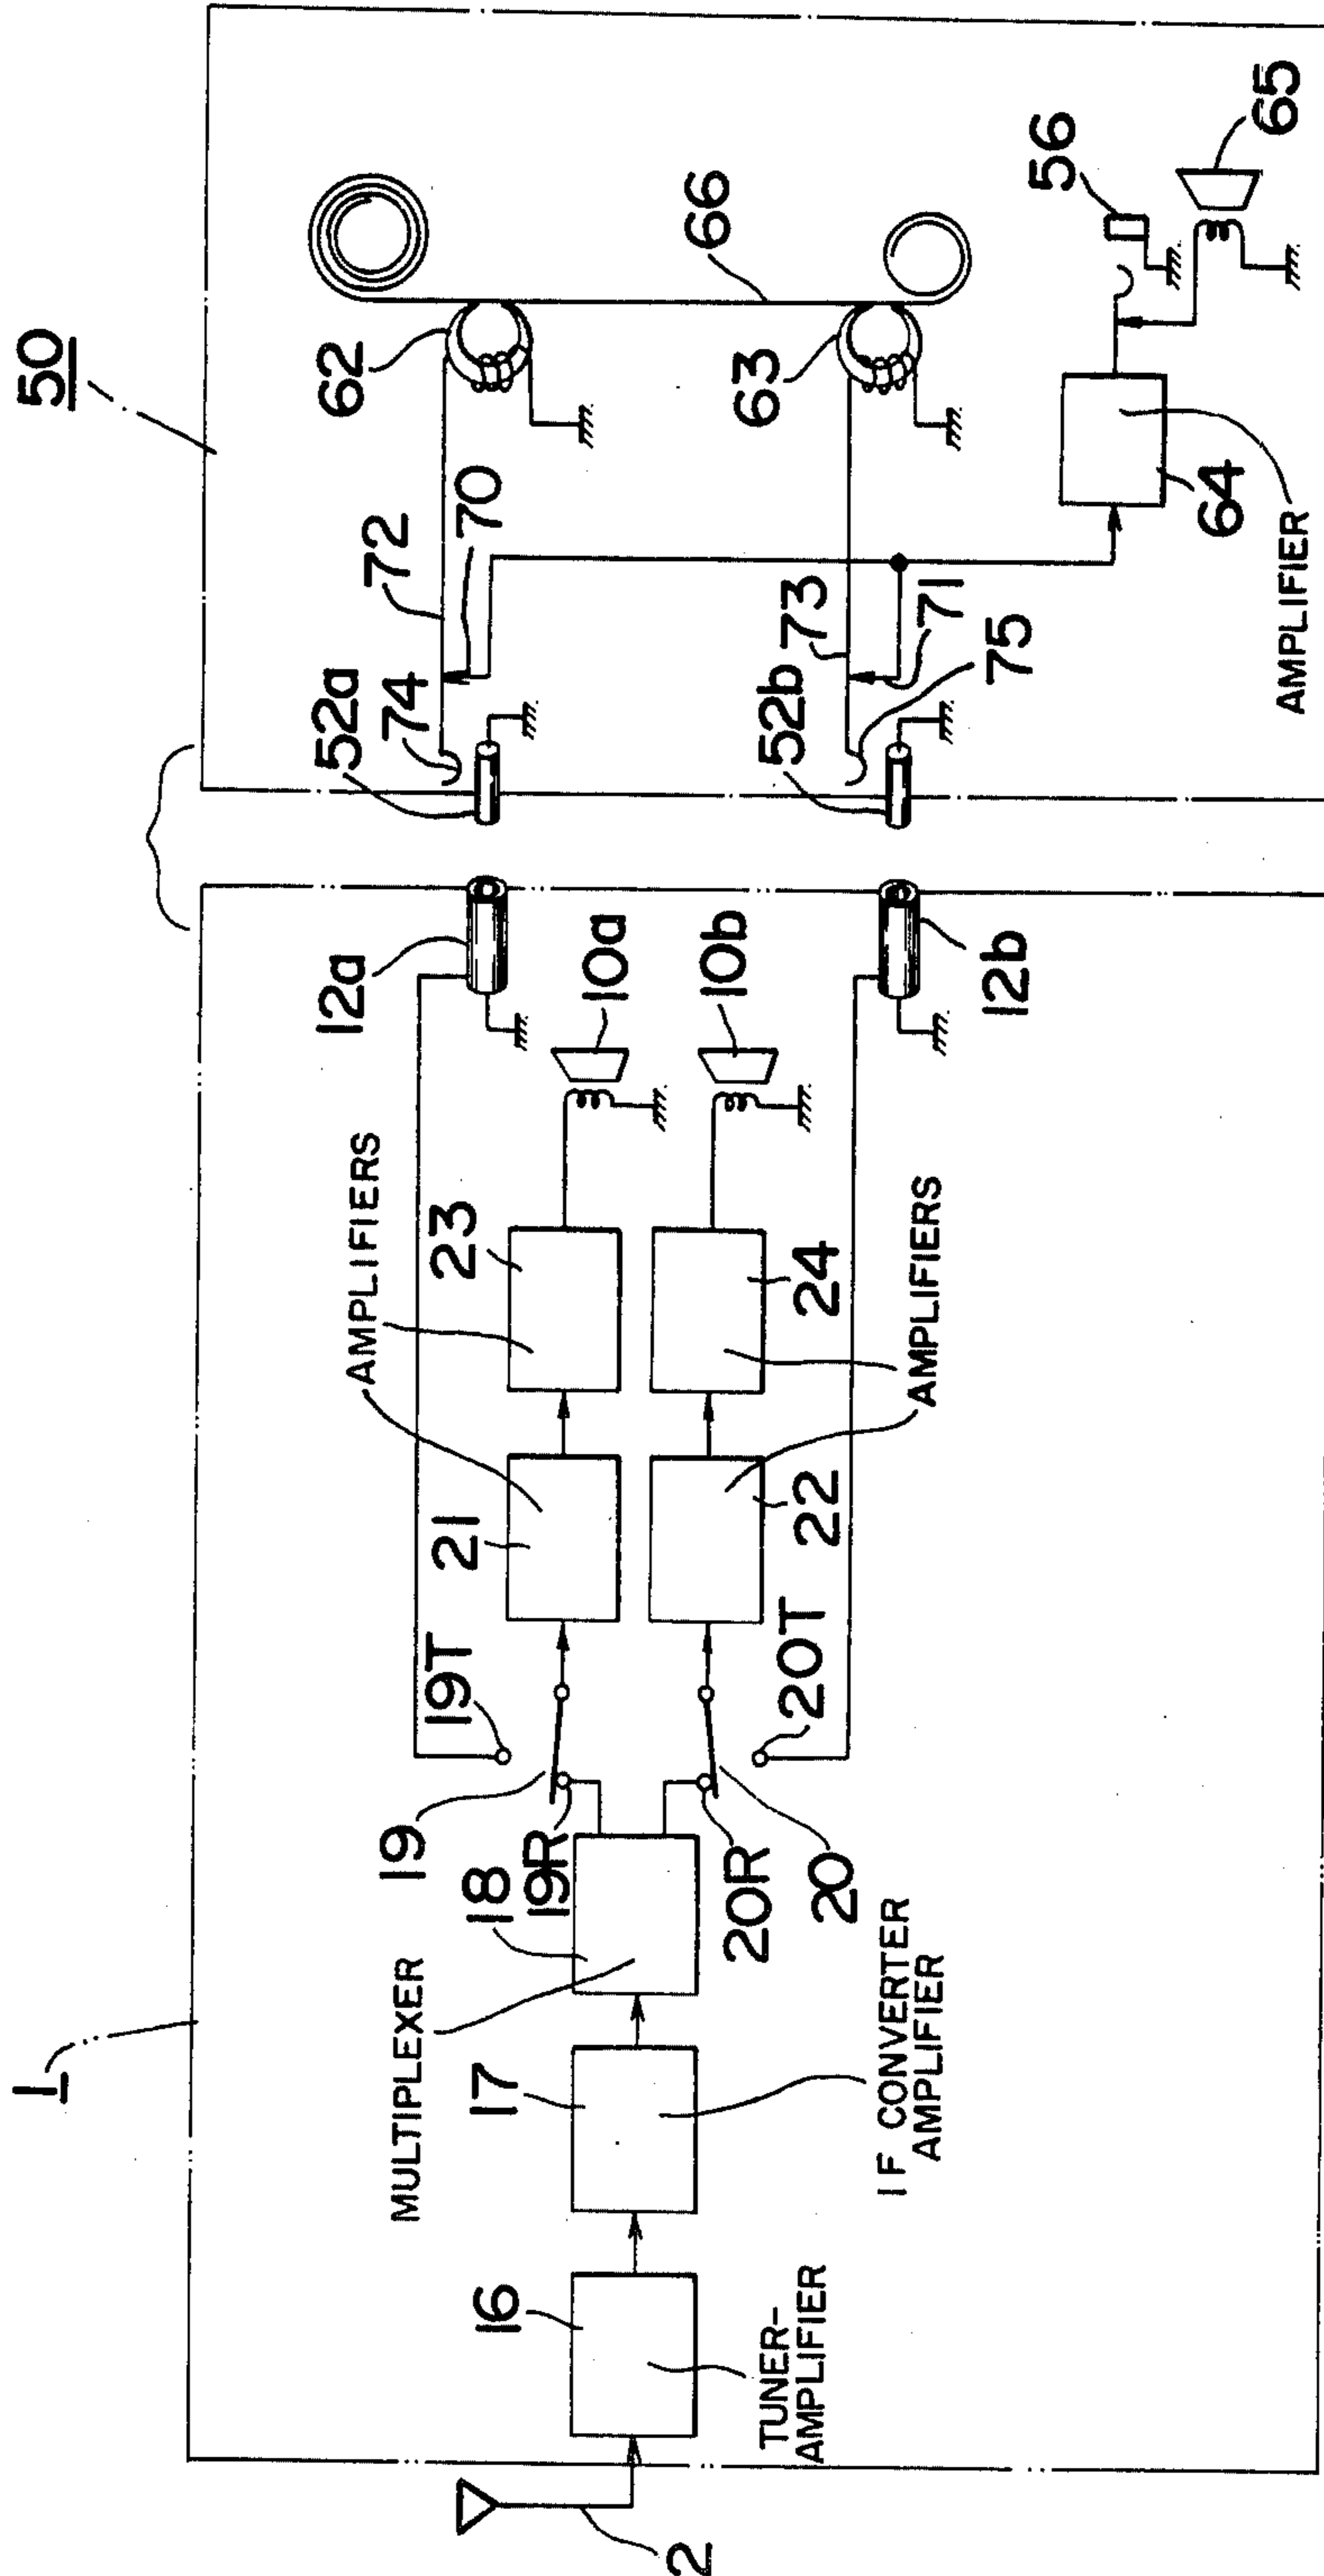 1
50
2
16
TUNER-
AMPLIFIER
17
IF CONVERTER
AMPLIFIER
MULTIPLEXER
18
19
19R
19T
20R
20
20T
21
22
23
24
AMPLIFIERS
AMPLIFIERS
10a
10b
12a
12b
52a
52b
74
70
72
62
66
73
71
75
63
64
AMPLIFIER
56
65